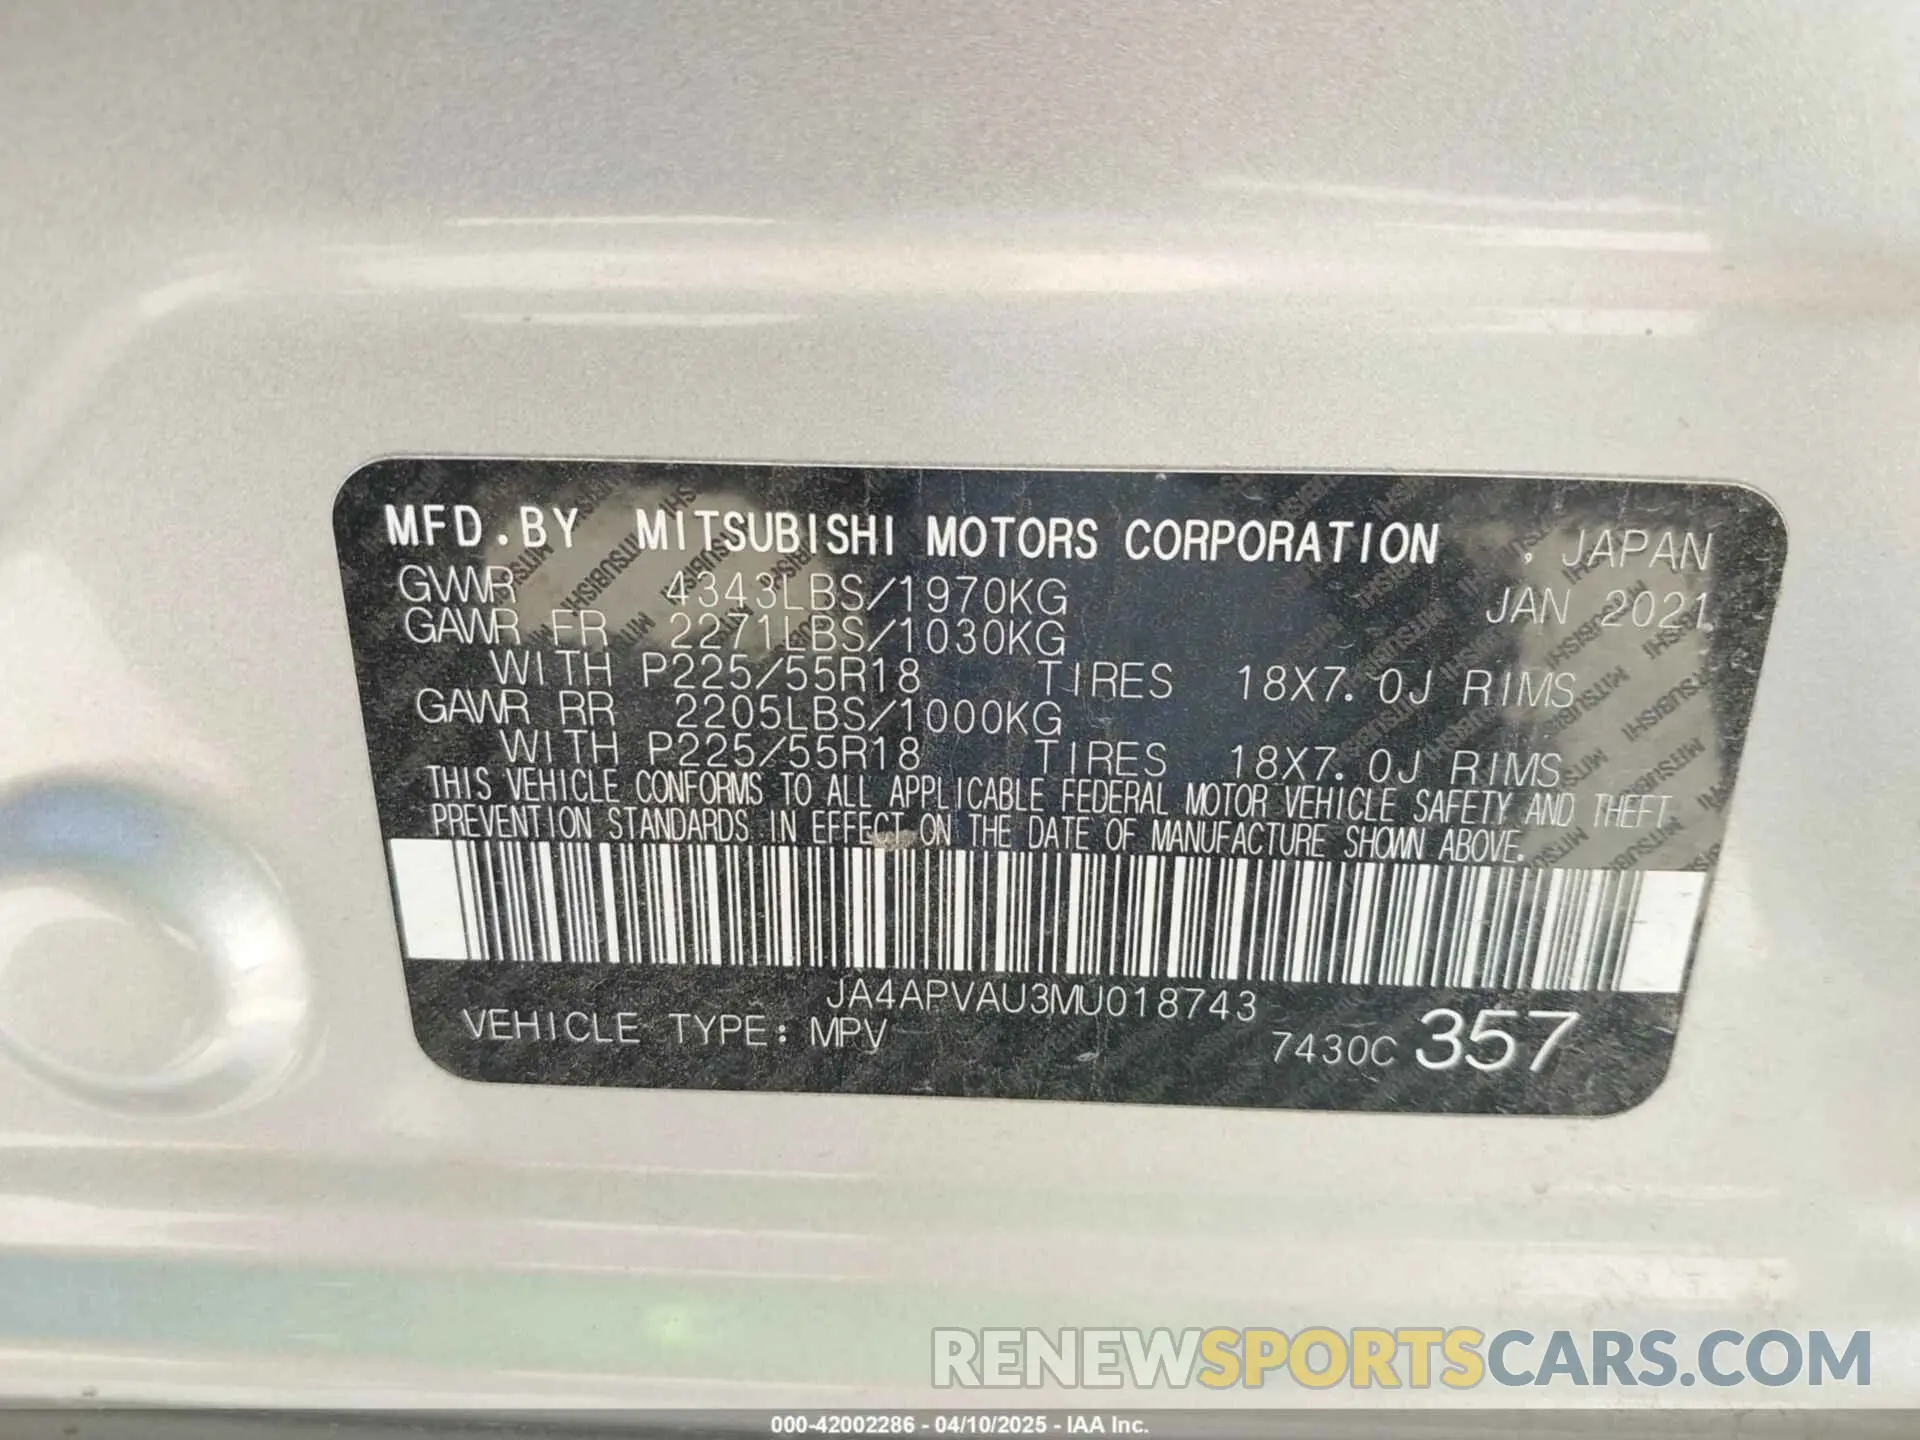 MFD.BY MITSUBISHI MOTORS CORPORATION , JAPAN
GVWR 4343LBS/1970KG JAN 2021
GAWR FR 2271LBS/1030KG
WITH P225/55R18 TIRES 18X7.0J RIMS
GAWR RR 2205LBS/1000KG
WITH P225/55R18 TIRES 18X7.0J RIMS
THIS VEHICLE CONFORMS TO ALL APPLICABLE FEDERAL MOTOR VEHICLE SAFETY AND THEFT
PREVENTION STANDARDS IN EFFECT ON THE DATE OF MANUFACTURE SHOWN ABOVE.
JA4APVAU3MU018743
VEHICLE TYPE: MPV 7430C 357
RENEWSPORTSCARS.COM
000-42002286 - 04/10/2025 - IAA Inc.